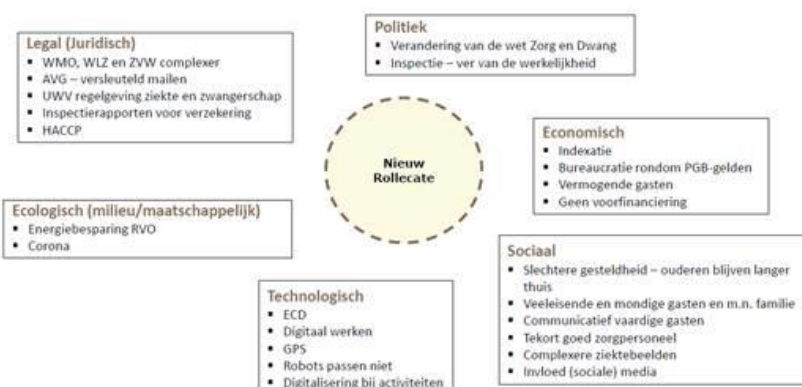 Politiek
▪ Verandering van de wet Zorg en Dwang
▪ Inspectie – ver van de werkelijkheid
Legal (Juridisch)
▪ WMO, WLZ en ZVW complexer
▪ AVG – versleuteld mailen
▪ UWV regelgeving ziekte en zwangerschap
▪ Inspectierapporten voor verzekering
▪ HACCP
Nieuw
Rollecate
Economisch
▪ Indexatie
▪ Bureaucratie rondom PGB-gelden
▪ Vermogende gasten
▪ Geen voorfinanciering
Ecologisch (milieu/maatschappelijk)
▪ Energiebesparing RVO
▪ Corona
Sociaal
▪ Slechtere gesteldheid – ouderen blijven langer
thuis
▪ Veeleisende en mondige gasten en m.n. familie
▪ Communicatief vaardige gasten
▪ Tekort goed zorgpersoneel
▪ Complexere ziektebeelden
▪ Invloed (sociale) media
Technologisch
▪ ECD
▪ Digitaal werken
▪ GPS
▪ Robots passen niet
▪ Digitalisering bij activiteiten